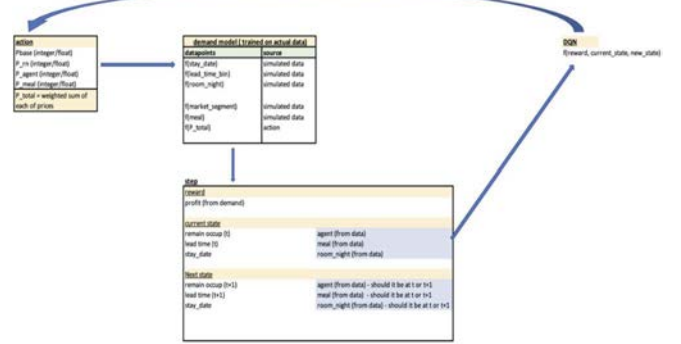 action
Pbase (integer/float)
P_rn (integer/float)
P_agent (integer/float)
P_meal (integer/float)
P_total = weighted sum of
each of prices
demand model ( trained on actual data)
datapoints source
f(stay_date) simulated data
f(lead_time_bin) simulated data
f(room_night) simulated data
f(market_segment) simulated data
f(meal) simulated data
f(P_total) action
DQN
f(reward, current_state, new_state)
step
reward
profit (from demand)
current state
remain occup (t) agent (from data)
lead time (t) meal (from data)
stay_date room_night (from data)
Next state
remain occup (t+1) agent (from data) - should it be at t or t+1
lead time (t+1) meal (from data) - should it be at t or t+1
stay_date room_night (from data) - should it be at t or t+1